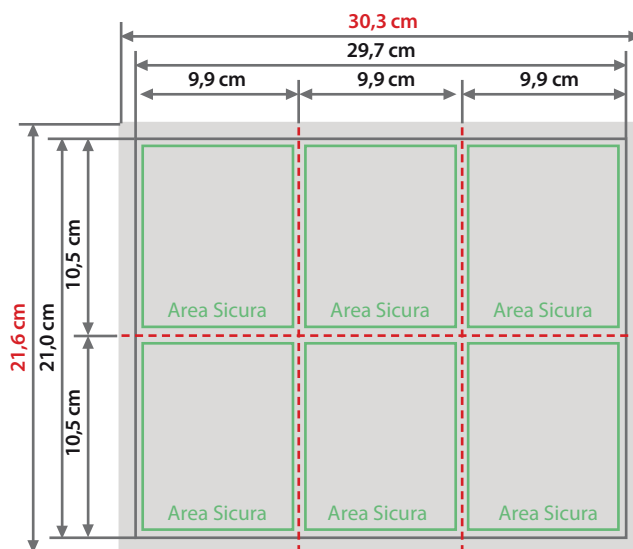 30,3 cm
29,7 cm
9,9 cm 9,9 cm 9,9 cm
21,6 cm
21,0 cm
10,5 cm
10,5 cm
Area Sicura Area Sicura Area Sicura
Area Sicura Area Sicura Area Sicura